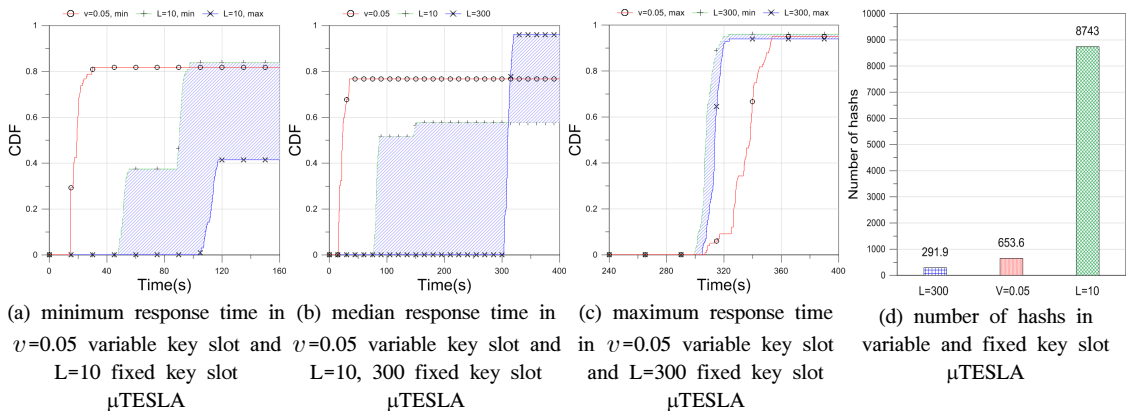 v=0.05, min L=10, min L=10, max
CDF
1
0.8
0.6
0.4
0.2
0
0 40 80 120 160
Time(s)
(a) minimum response time in
v=0.05 variable key slot and
L=10 fixed key slot
μTESLA
v=0.05 L=10 L=300
CDF
1
0.8
0.6
0.4
0.2
0
0 100 200 300 400
Time(s)
(b) median response time in
v=0.05 variable key slot and
L=10, 300 fixed key slot
μTESLA
v=0.05, max L=300, min L=300, max
CDF
1
0.8
0.6
0.4
0.2
0
240 280 320 360 400
Time(s)
(c) maximum response time
in v=0.05 variable key slot
and L=300 fixed key slot
μTESLA
Number of hashs
10000
9000
8000
7000
6000
5000
4000
3000
2000
1000
0
291.9
653.6
8743
L=300 V=0.05 L=10
(d) number of hashs in
variable and fixed key slot
μTESLA